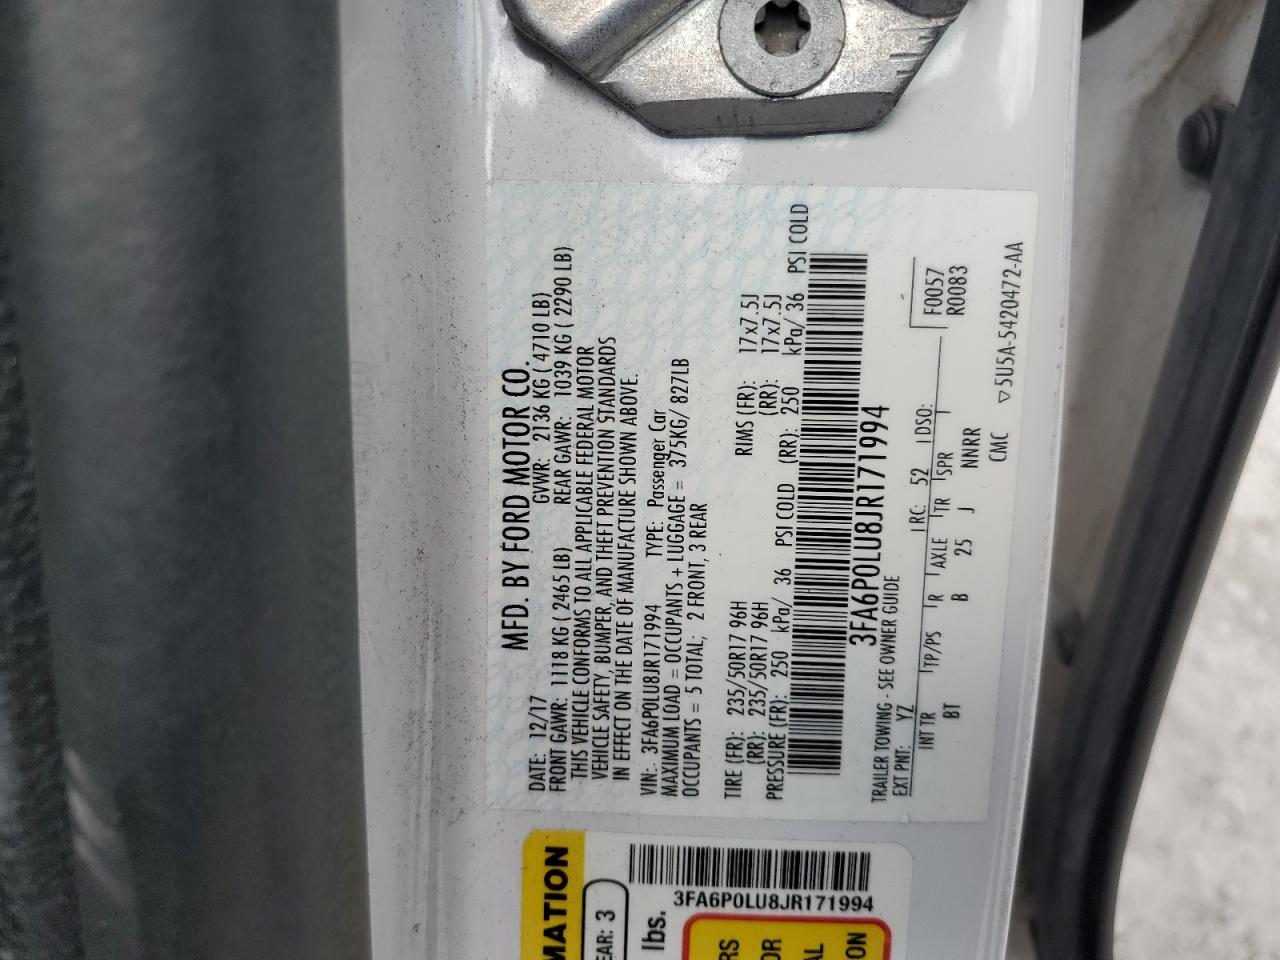 MFD. BY FORD MOTOR CO.
DATE: 12/17 GVWR: 2136 KG ( 4710 LB)
FRONT GAWR: 1118 KG ( 2465 LB) REAR GAWR: 1039 KG ( 2290 LB)
THIS VEHICLE CONFORMS TO ALL APPLICABLE FEDERAL MOTOR
VEHICLE SAFETY, BUMPER, AND THEFT PREVENTION STANDARDS
IN EFFECT ON THE DATE OF MANUFACTURE SHOWN ABOVE.
VIN: 3FA6P0LU8JR171994 TYPE: Passenger Car
MAXIMUM LOAD = OCCUPANTS + LUGGAGE = 375KG/ 827LB
OCCUPANTS = 5 TOTAL; 2 FRONT, 3 REAR
TIRE (FR): 235/50R17 96H RIMS (FR): 17x7.5J
(RR): 235/50R17 96H (RR): 17x7.5J
PRESSURE (FR): 250 kPa/ 36 PSI COLD (RR): 250 kPa/ 36 PSI COLD
3FA6P0LU8JR171994
TRAILER TOWING - SEE OWNER GUIDE
EXT PNT: YZ RC: 52 DSO: F0057
INT TR TP/PS R AXLE TR SPR R0083
BT B 25 J NNRR
CMC
▽5U5A-5420472-AA
MATION
EAR: 3
lbs.
3FA6P0LU8JR171994
RS
OR
AL
ION